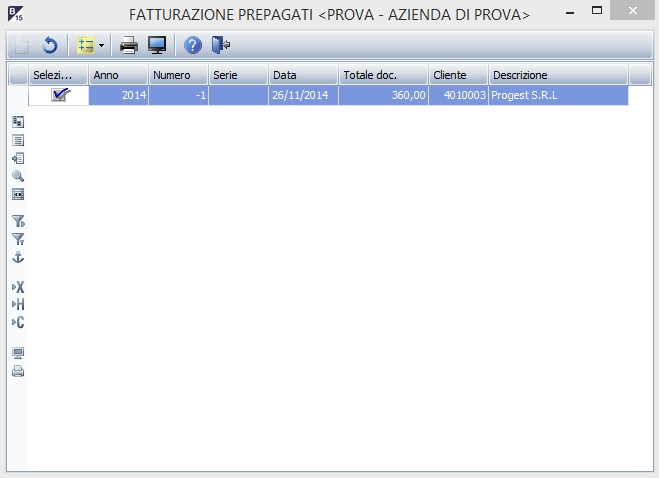 B 15
FATTURAZIONE PREPAGATI <PROVA - AZIENDA DI PROVA>
Selezi... Anno Numero Serie Data Totale doc. Cliente Descrizione
2014 -1 26/11/2014 360,00 4010003 Progest S.R.L
X
H
C